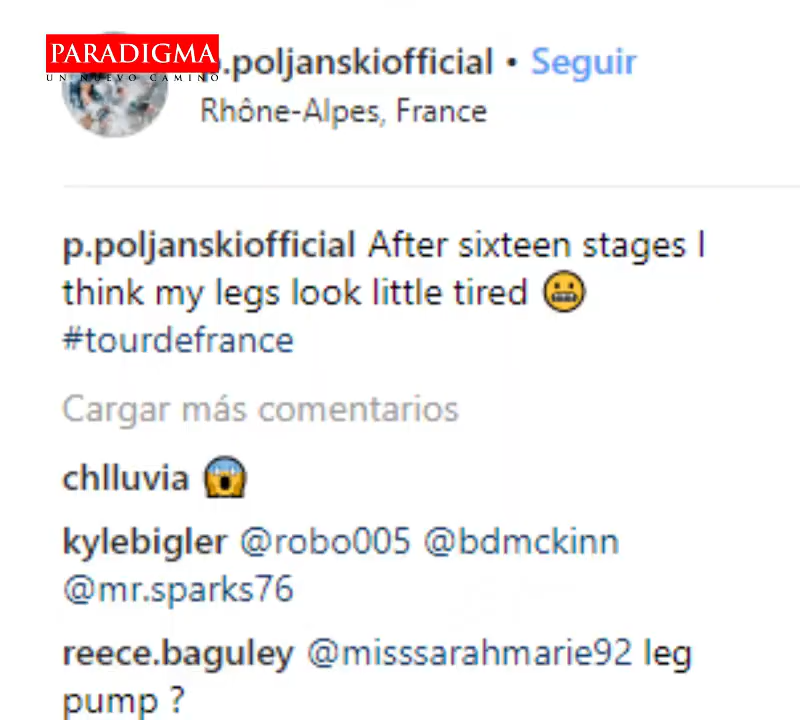 PARADIGMA
UN NUEVO CAMINO
.poljanskiofficial • Seguir
Rhône-Alpes, France
p.poljanskiofficial After sixteen stages I
think my legs look little tired 😬
#tourdefrance
Cargar más comentarios
chlluvia 😱
kylebigler @robo005 @bdmckinn
@mr.sparks76
reece.baguley @misssarahmarie92 leg
pump ?